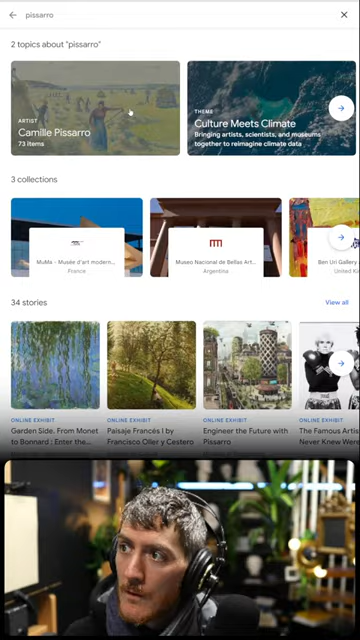 pissarro
2 topics about "pissarro"
ARTIST
Camille Pissarro
73 items
THEME
Culture Meets Climate
Bringing artists, scientists, and museums
together to reimagine climate data
3 collections
MuMa - Musée d'art modern...
France
Museo Nacional de Bellas Art...
Argentina
Ben Uri Gallery
United Ki
34 stories
View all
ONLINE EXHIBIT
Garden Side. From Monet
to Bonnard : Enter the...
ONLINE EXHIBIT
Paisaje Francés I by
Francisco Oller y Cestero
ONLINE EXHIBIT
Engineer the Future with
Pissarro
ONLINE EXHIBIT
The Famous Artis
Never Knew Were